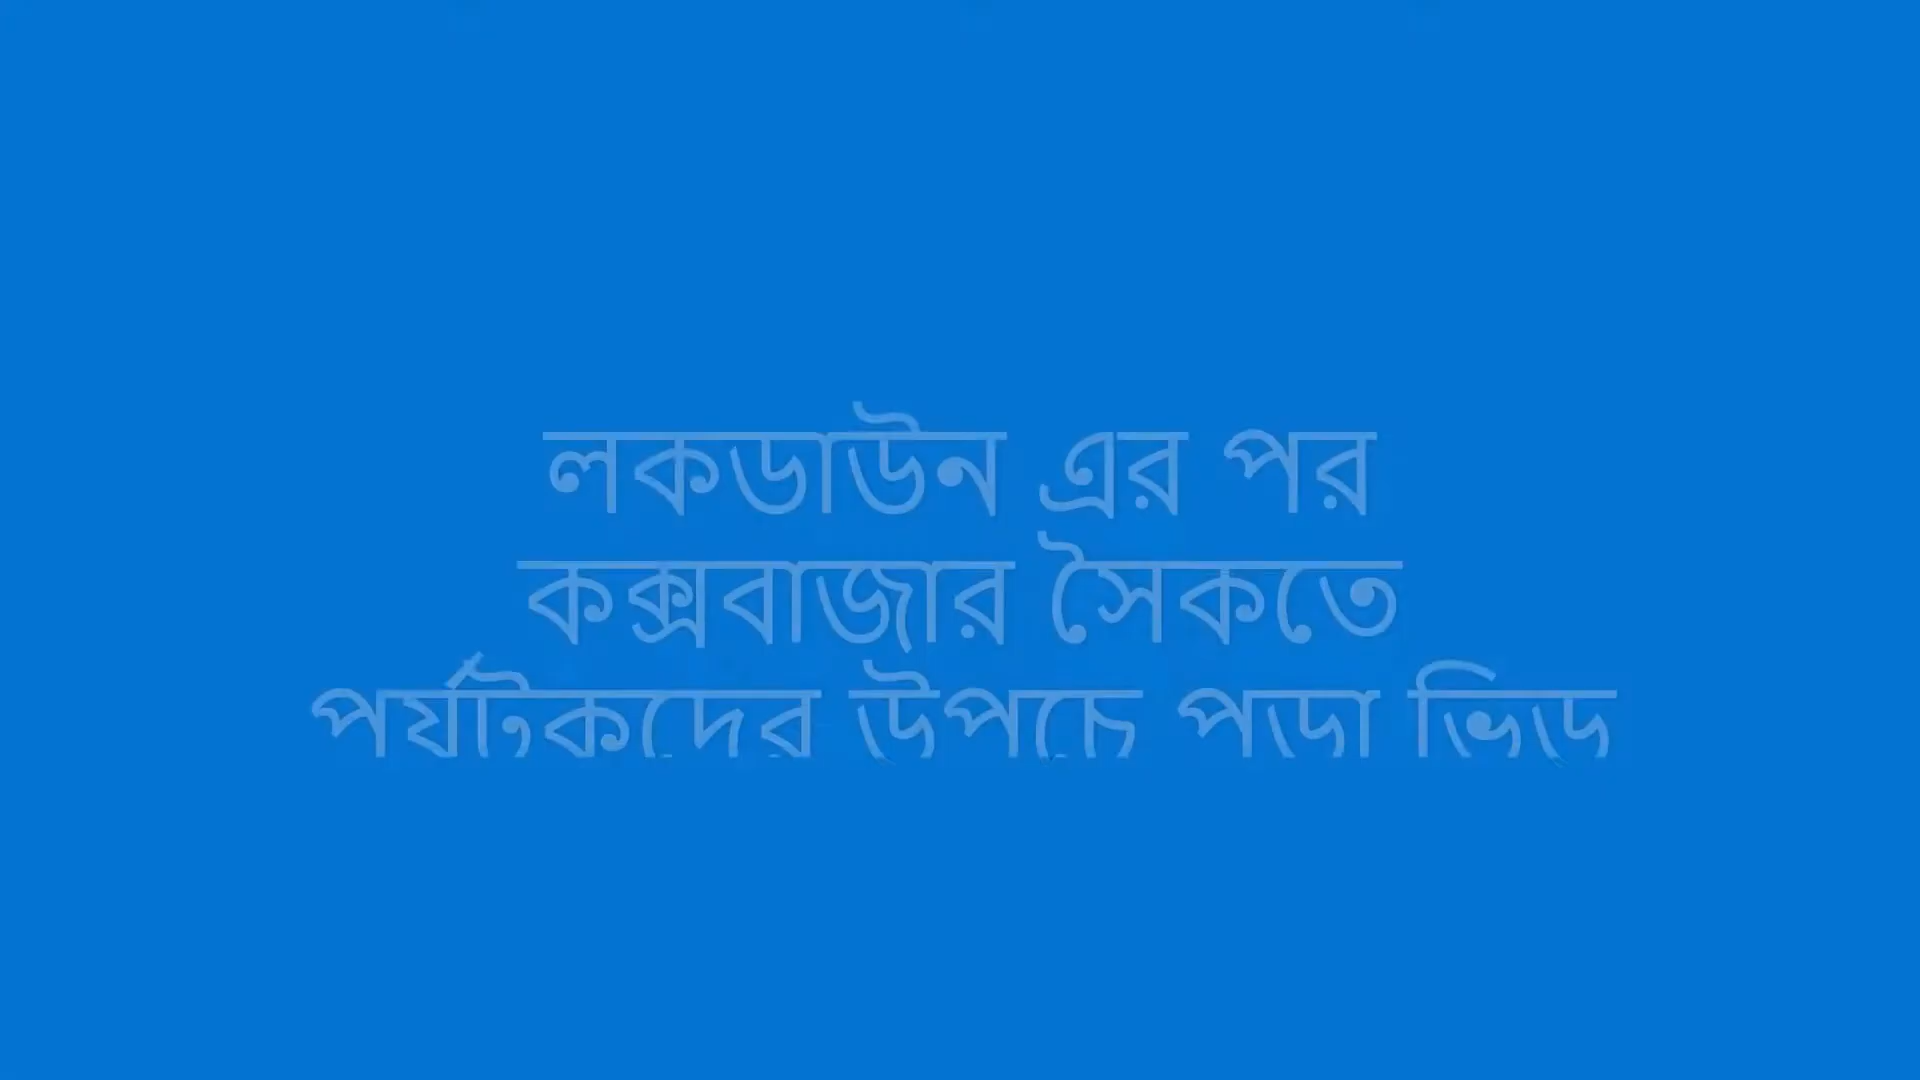 লকডাউন এর পর
কক্সবাজার সৈকতে
পর্যটকদের উপচে পড়া ভিড়